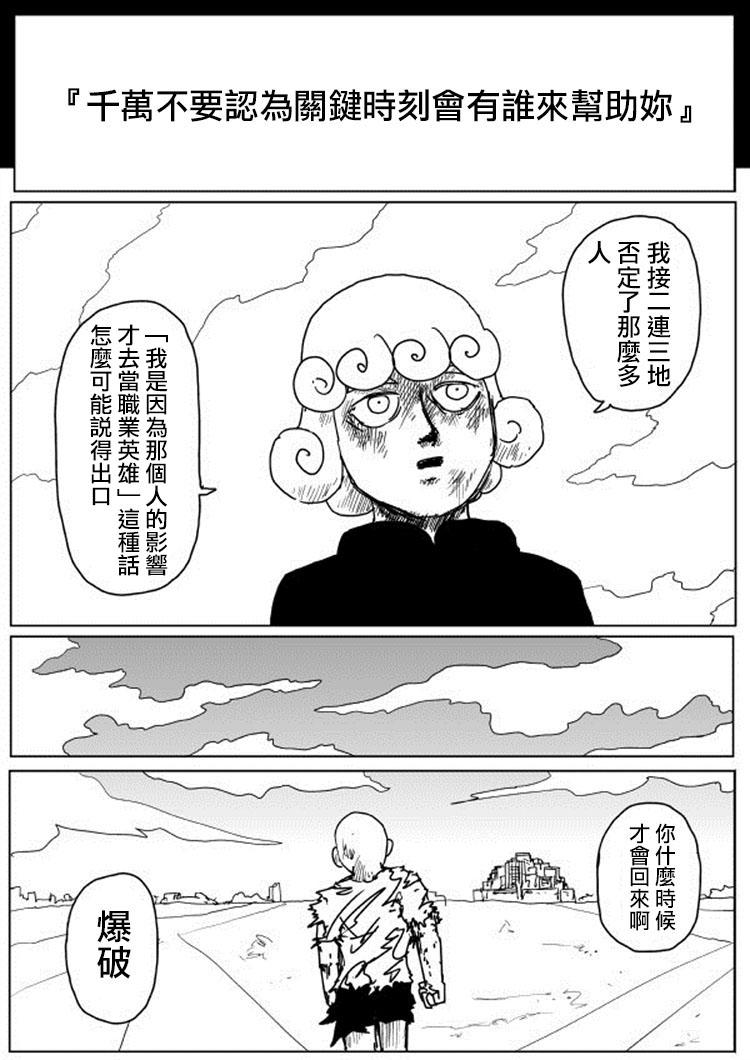 『千萬不要認為關鍵時刻會有誰來幫助妳』
我接二連三地
否定了那麼多
人
「我是因為那個人的影響
才去當職業英雄」這種話
怎麼可能説得出口
你什麼時候
才會回來啊
爆破